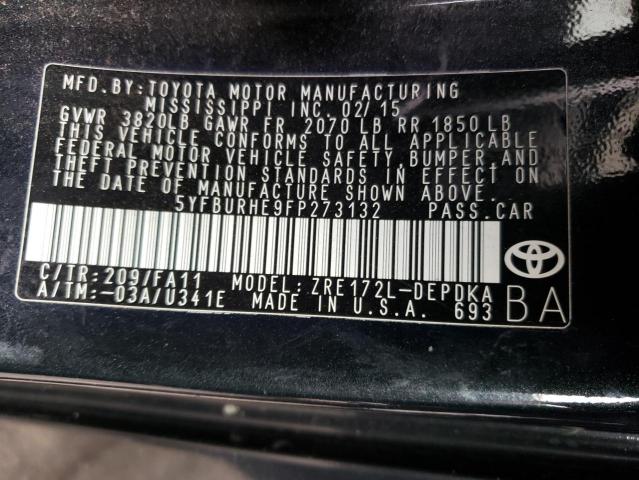 MFD.BY:TOYOTA MOTOR MANUFACTURING
MISSISSIPPI INC. 02/15
GVWR 3820LB GAWR FR 2070 LB RR 1850 LB
THIS VEHICLE CONFORMS TO ALL APPLICABLE
FEDERAL MOTOR VEHICLE SAFETY, BUMPER, AND
THEFT PREVENTION STANDARDS IN EFFECT ON
THE DATE OF MANUFACTURE SHOWN ABOVE.
5YFBURHE9FP273132 PASS.CAR
C/TR:209/FA11 MODEL: ZRE172L-DEPDKA
A/TM:-03A/U341E MADE IN U.S.A. 693
BA